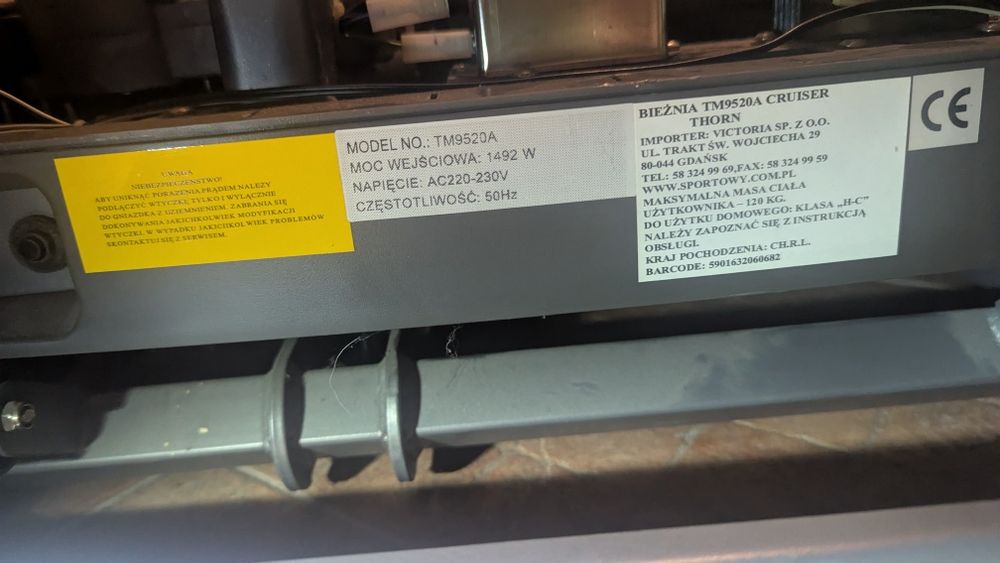 UWAGA
NIEBEZPIECZEŃSTWO!
ABY UNIKNĄĆ PORAŻENIA PRĄDEM NALEŻY
PODŁĄCZYĆ WTYCZKĘ, TYLKO I WYŁĄCZNIE
DO GNIAZDKA Z UZIEMNIENIEM. ZABRANIA SIĘ
DOKONYWANIA JAKICHKOLWIEK MODYFIKACJI
WTYCZKI. W WYPADKU JAKICHKOLWIEK PROBLEMÓW
SKONTAKTUJ SIĘ Z SERWISEM.
MODEL NO.: TM9520A
MOC WEJŚCIOWA: 1492 W
NAPIĘCIE: AC220-230V
CZĘSTOTLIWOŚĆ: 50Hz
BIEŻNIA TM9520A CRUISER
THORN
IMPORTER: VICTORIA SP. Z O.O.
UL. TRAKT ŚW. WOJCIECHA 29
80-044 GDAŃSK
TEL: 58 324 99 69,FAX: 58 324 99 59
WWW.SPORTOWY.COM.PL
MAKSYMALNA MASA CIAŁA
UŻYTKOWNIKA – 120 KG.
DO UŻYTKU DOMOWEGO: KLASA „H-C”
NALEŻY ZAPOZNAĆ SIĘ Z INSTRUKCJĄ
OBSŁUGI.
KRAJ POCHODZENIA: CH.R.L.
BARCODE: 5901632060682
CE